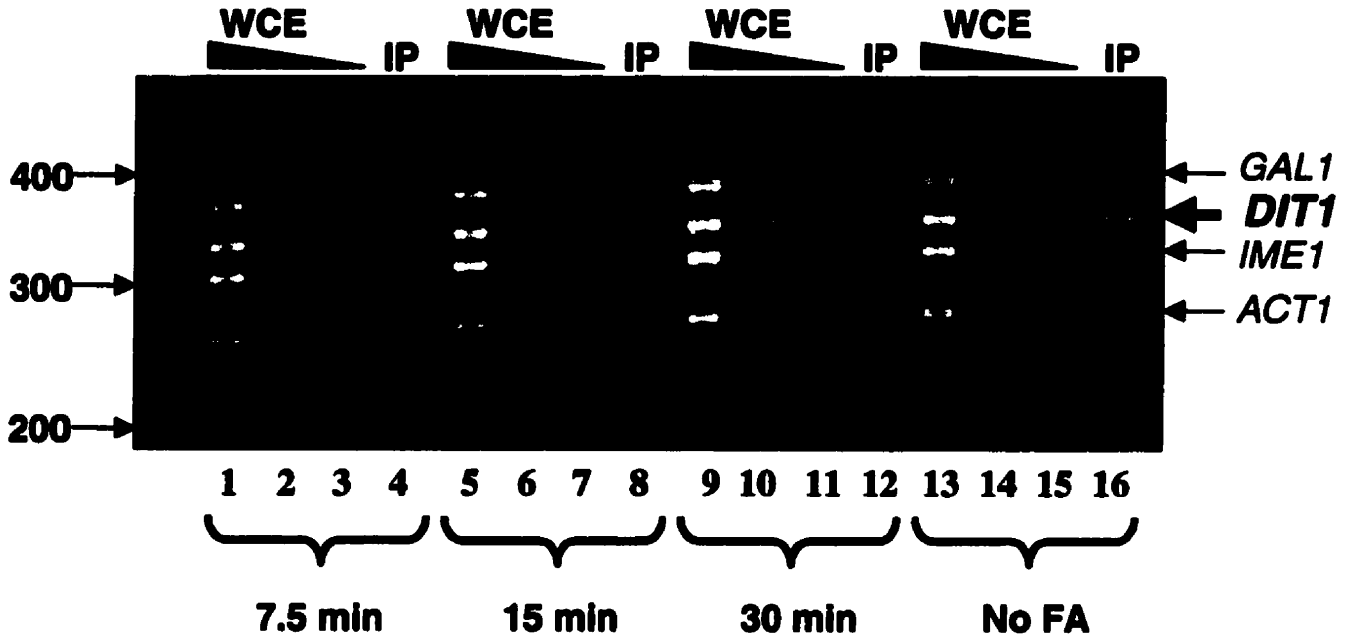 WCE IP WCE IP WCE IP WCE IP
400
300
200
GAL1
DIT1
IME1
ACT1
1 2 3 4 5 6 7 8 9 10 11 12 13 14 15 16
7.5 min 15 min 30 min No FA